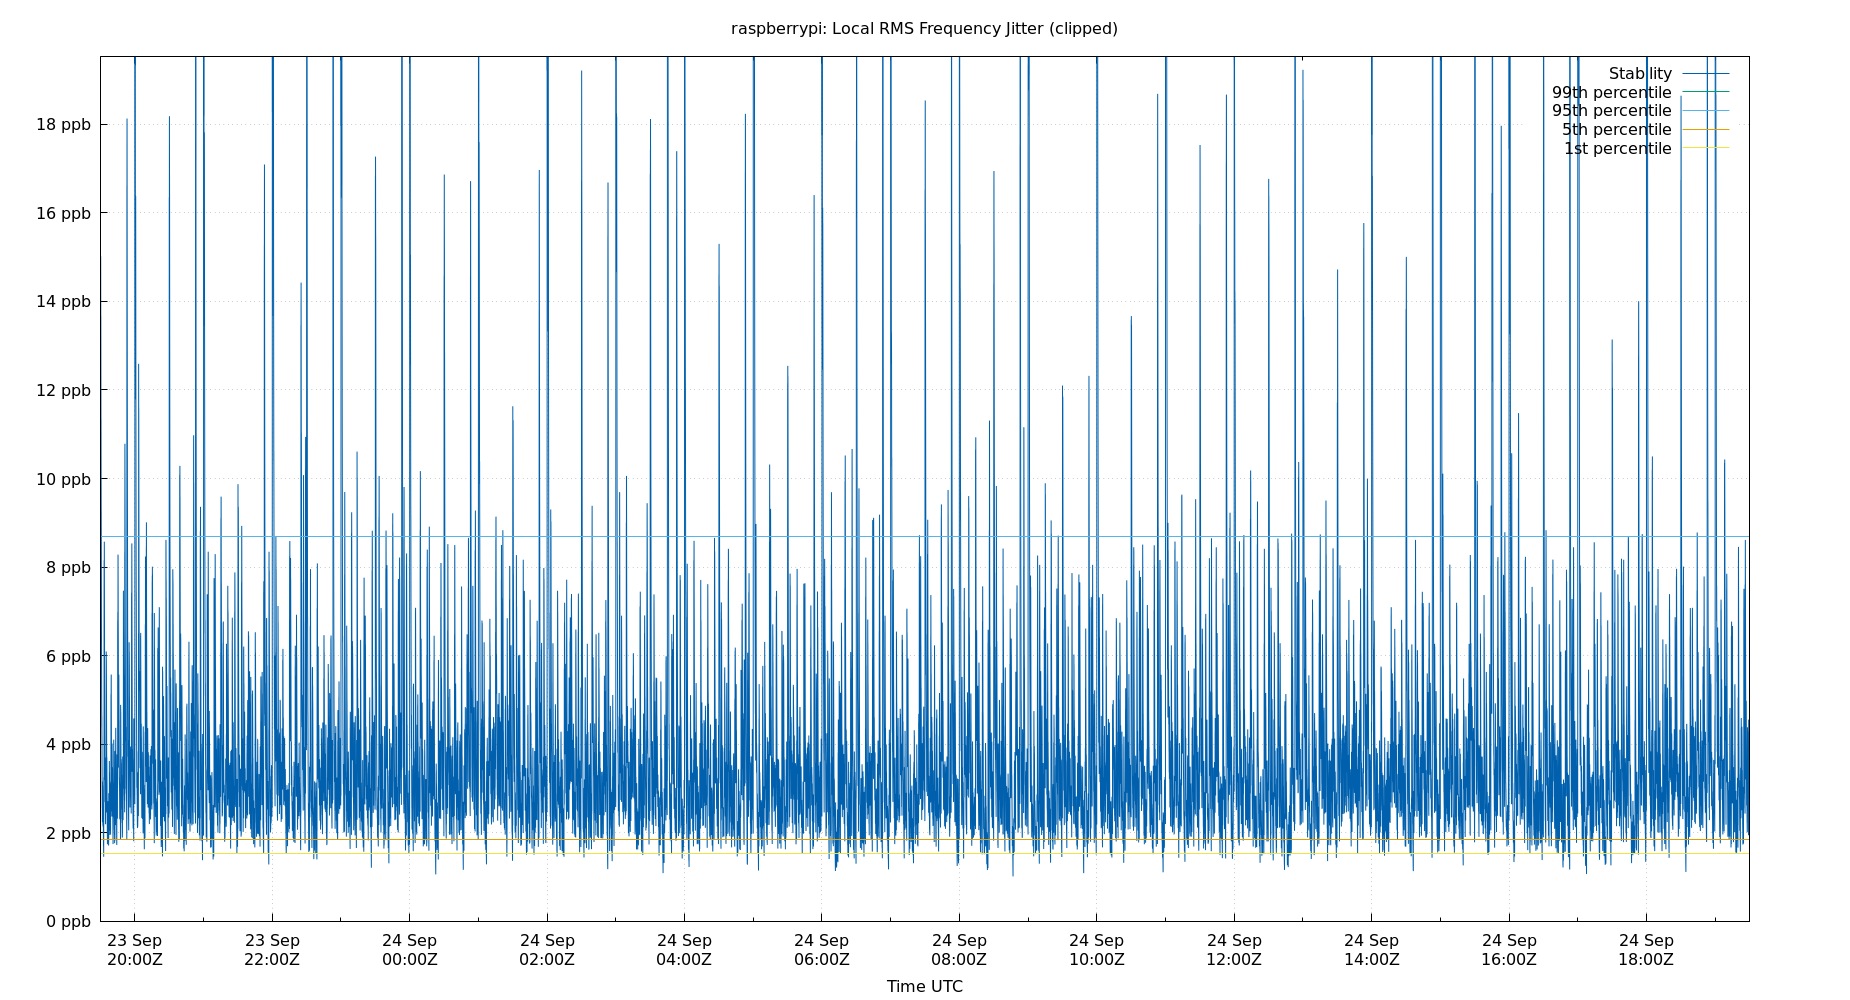 raspberrypi: Local RMS Frequency Jitter (clipped)
Stability
99th percentile
95th percentile
5th percentile
1st percentile
18 ppb
16 ppb
14 ppb
12 ppb
10 ppb
8 ppb
6 ppb
4 ppb
2 ppb
0 ppb
23 Sep 23 Sep 24 Sep 24 Sep 24 Sep 24 Sep 24 Sep 24 Sep 24 Sep 24 Sep 24 Sep 24 Sep
20:00Z 22:00Z 00:00Z 02:00Z 04:00Z 06:00Z 08:00Z 10:00Z 12:00Z 14:00Z 16:00Z 18:00Z
Time UTC